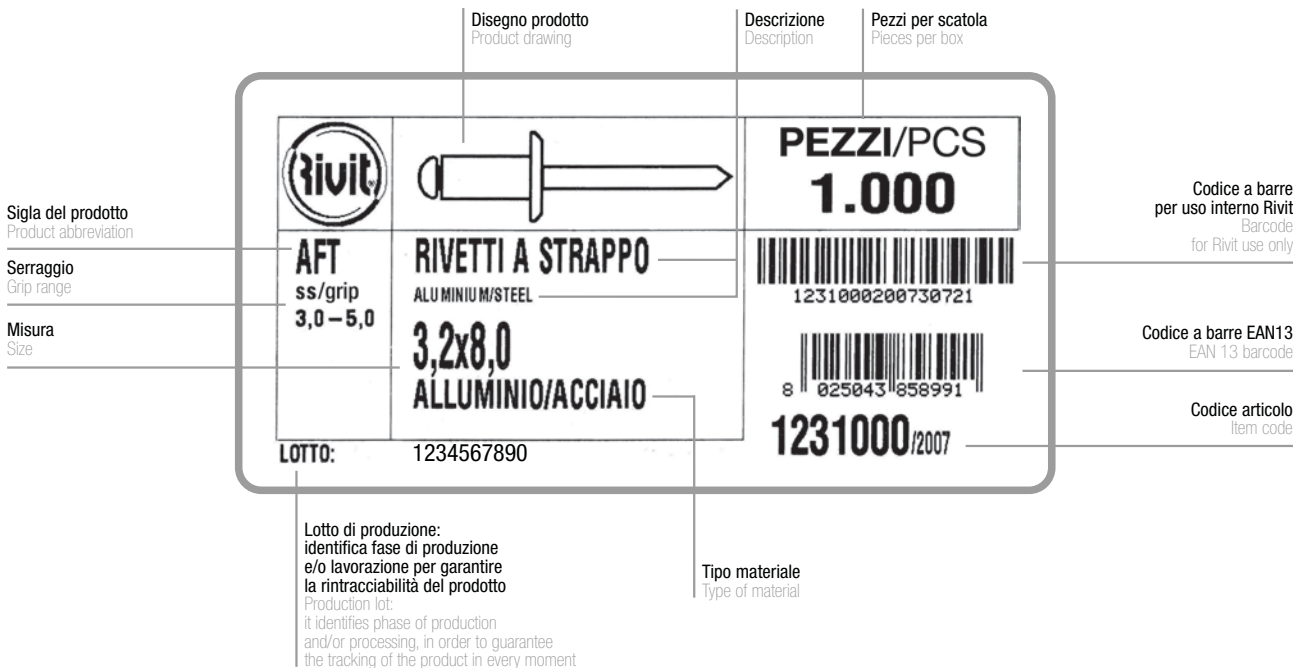 Disegno prodotto
Product drawing
Descrizione
Description
Pezzi per scatola
Pieces per box
Sigla del prodotto
Product abbreviation
Serraggio
Grip range
Misura
Size
Rivit
AFT
ss/grip
3,0–5,0
RIVETTI A STRAPPO
ALUMINIUM/STEEL
3,2x8,0
ALLUMINIO/ACCIAIO
PEZZI/PCS
1.000
12310000200730721
8 025043 858991
1231000/2007
LOTTO: 1234567890
Codice a barre
per uso interno Rivit
Barcode
for Rivit use only
Codice a barre EAN13
EAN 13 barcode
Codice articolo
Item code
Lotto di produzione:
identifica fase di produzione
e/o lavorazione per garantire
la rintracciabilità del prodotto
Production lot:
it identifies phase of production
and/or processing, in order to guarantee
the tracking of the product in every moment
Tipo materiale
Type of material